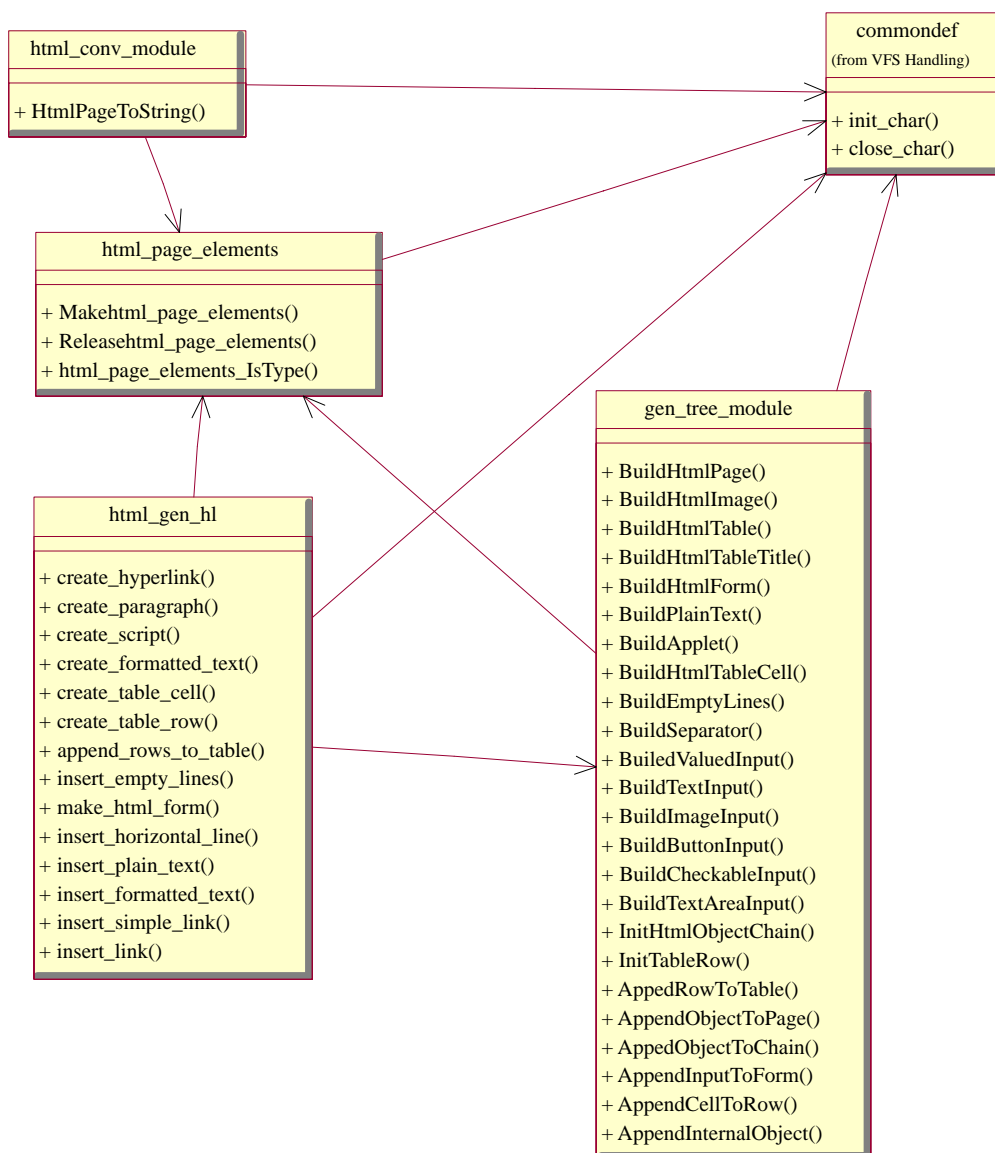 html_conv_module
+ HtmlPageToString()
commondef
(from VFS Handling)
+ init_char()
+ close_char()
html_page_elements
+ Makehtml_page_elements()
+ Releasehtml_page_elements()
+ html_page_elements_IsType()
html_gen_hl
+ create_hyperlink()
+ create_paragraph()
+ create_script()
+ create_formatted_text()
+ create_table_cell()
+ create_table_row()
+ append_rows_to_table()
+ insert_empty_lines()
+ make_html_form()
+ insert_horizontal_line()
+ insert_plain_text()
+ insert_formatted_text()
+ insert_simple_link()
+ insert_link()
gen_tree_module
+ BuildHtmlPage()
+ BuildHtmlImage()
+ BuildHtmlTable()
+ BuildHtmlTableTitle()
+ BuildHtmlForm()
+ BuildPlainText()
+ BuildApplet()
+ BuildHtmlTableCell()
+ BuildEmptyLines()
+ BuildSeparator()
+ BuiledValuedInput()
+ BuildTextInput()
+ BuildImageInput()
+ BuildButtonInput()
+ BuildCheckableInput()
+ BuildTextAreaInput()
+ InitHtmlObjectChain()
+ InitTableRow()
+ AppedRowToTable()
+ AppendObjectToPage()
+ AppedObjectToChain()
+ AppendInputToForm()
+ AppendCellToRow()
+ AppendInternalObject()